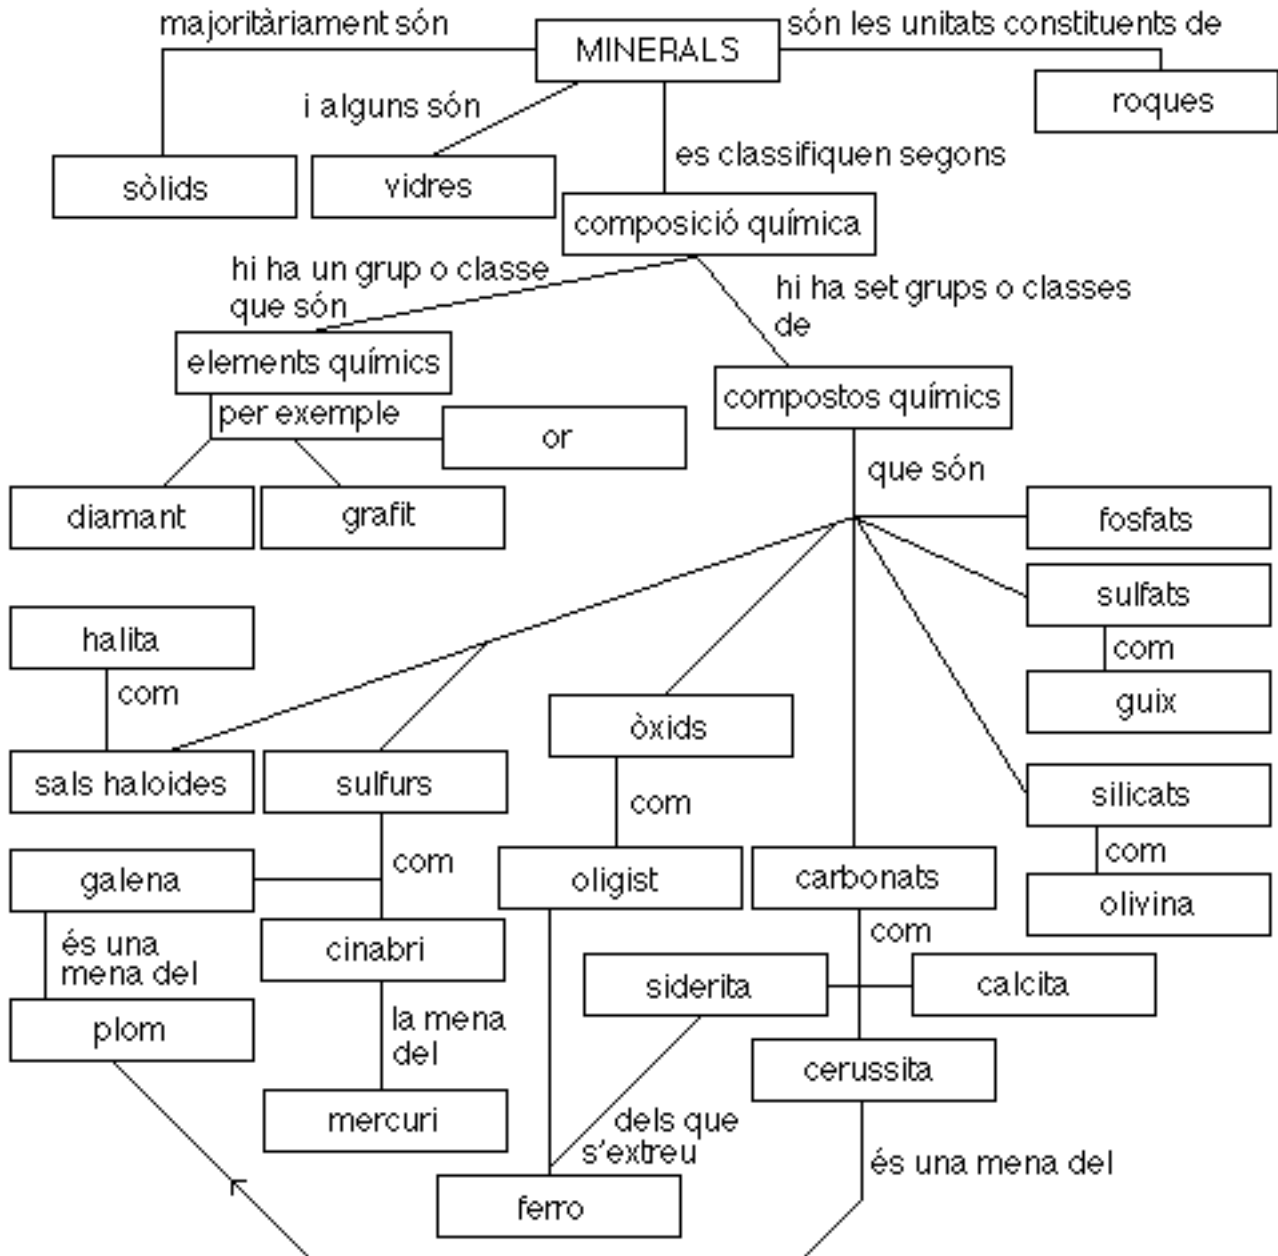 majoritàriament són
MINERALS
són les unitats constituents de
roques
i alguns són
es classifiquen segons
sòlids
vidres
composició química
hi ha un grup o classe
que són
hi ha set grups o classes
de
elements químics
compostos químics
per exemple
or
que són
diamant
grafit
fosfats
sulfats
halita
com
com
guix
òxids
sals haloides
sulfurs
silicats
com
com
com
galena
oligist
carbonats
olivina
és una
mena del
cinabri
com
siderita
calcita
plom
la mena
del
cerussita
mercuri
dels que
s'extreu
és una mena del
ferro